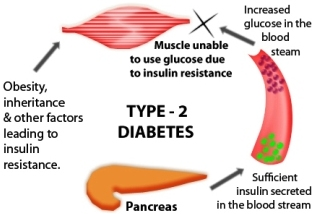 Increased
glucose in the
blood
steam
Muscle unable
to use glucose due
to insulin resistance
Obesity,
inheritance
& other factors
leading to
insulin
resistance.
TYPE - 2
DIABETES
Pancreas
Sufficient
insulin secreted
in the blood stream